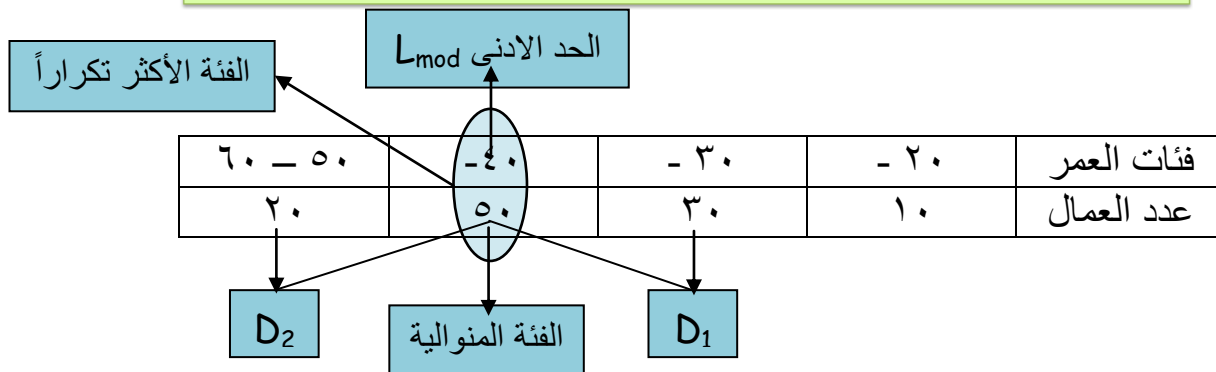 الحد الادنى Lmod
الفئة الأكثر تكراراً
فئات العمر ٢٠ - ٣٠ - ٤٠- ٥٠ – ٦٠
عدد العمال ١٠ ٣٠ ٥٠ ٢٠
D1 الفئة المنوالية D2